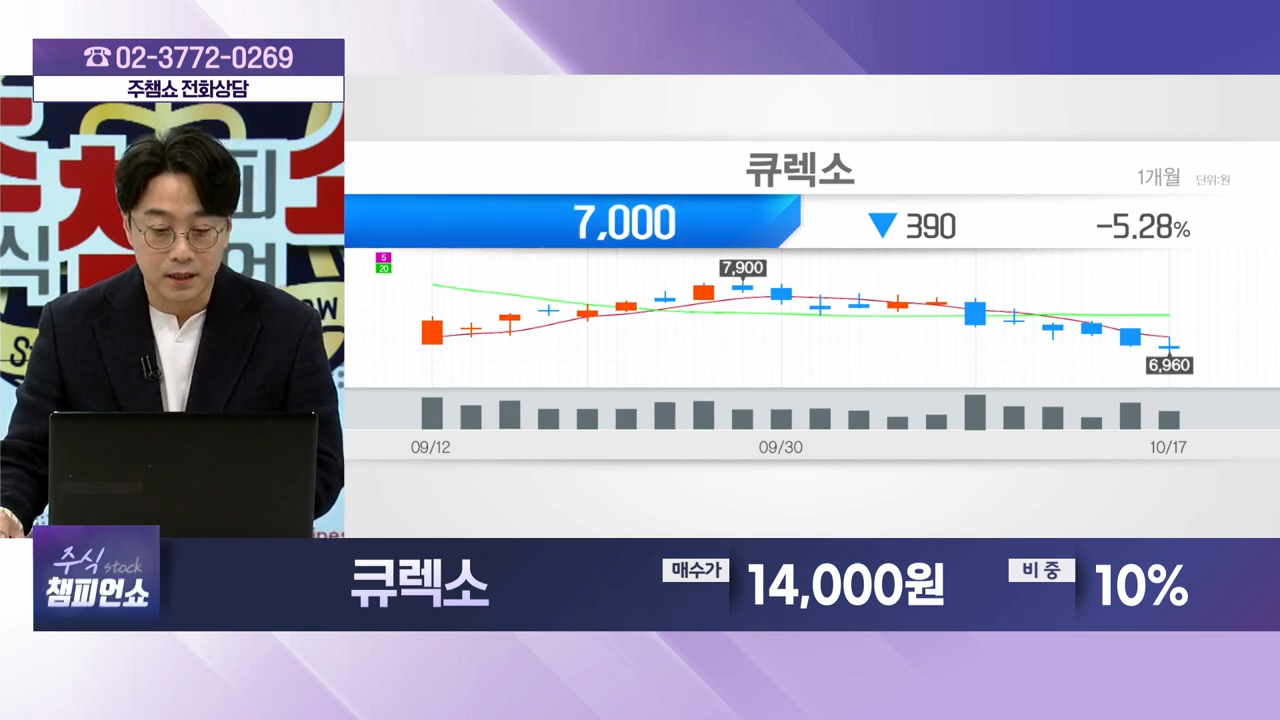 ☎02-3772-0269
주챔쇼 전화상담
큐렉소
1개월 단위:원
7,000 ▼ 390 -5.28%
5
20
7,900
6,960
09/12 09/30 10/17
주식 stock
챔피언쇼
큐렉소 매수가 14,000원 비중 10%